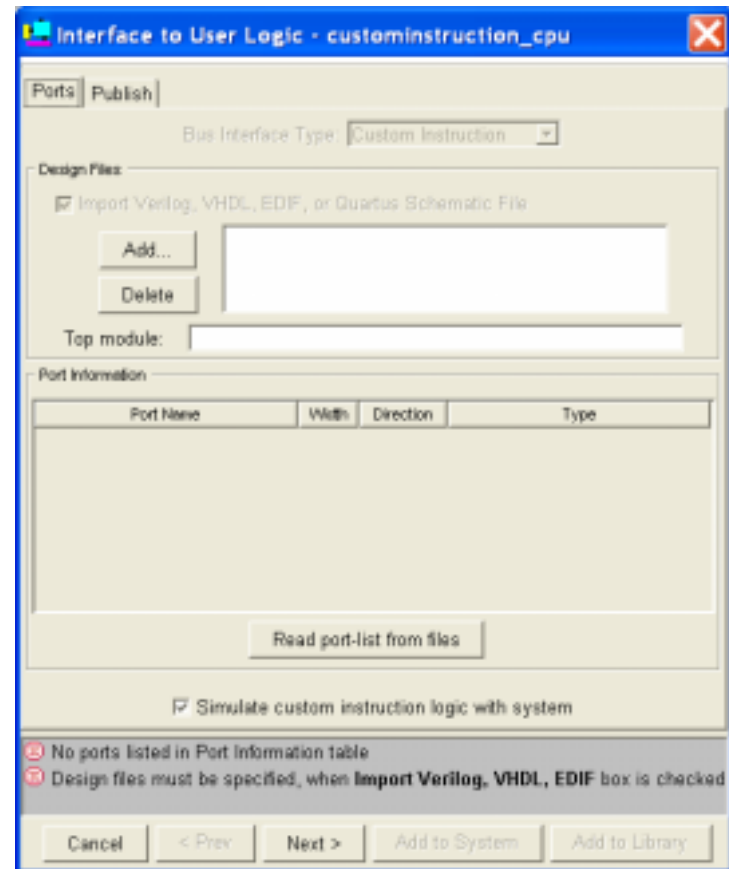 Interface to User Logic - custominstruction_cpu
Ports Publish
Bus Interface Type: Custom Instruction
Design Files
Import Verilog, VHDL, EDIF, or Quartus Schematic File
Add...
Delete
Top module:
Port Information
Port Name Width Direction Type
Read port-list from files
Simulate custom instruction logic with system
No ports listed in Port Information table
Design files must be specified, when Import Verilog, VHDL, EDIF box is checked
Cancel < Prev Next > Add to System Add to Library